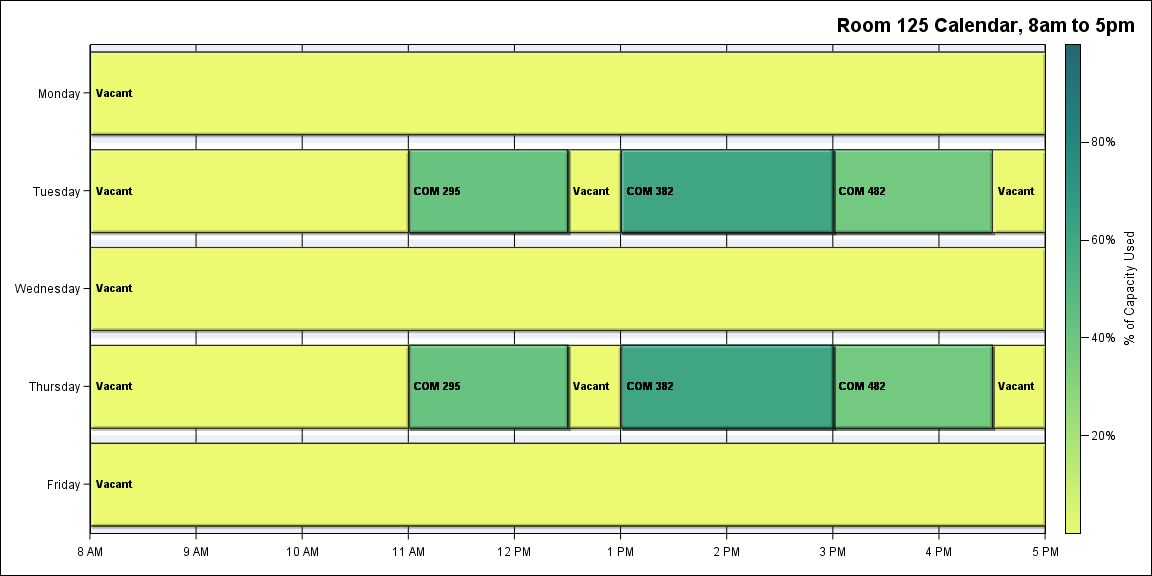 Room 125 Calendar, 8am to 5pm
Monday
Vacant
Tuesday
Vacant
COM 295
Vacant
COM 382
COM 482
Vacant
Wednesday
Vacant
Thursday
Vacant
COM 295
Vacant
COM 382
COM 482
Vacant
Friday
Vacant
8 AM
9 AM
10 AM
11 AM
12 PM
1 PM
2 PM
3 PM
4 PM
5 PM
80%
60%
40%
20%
% of Capacity Used